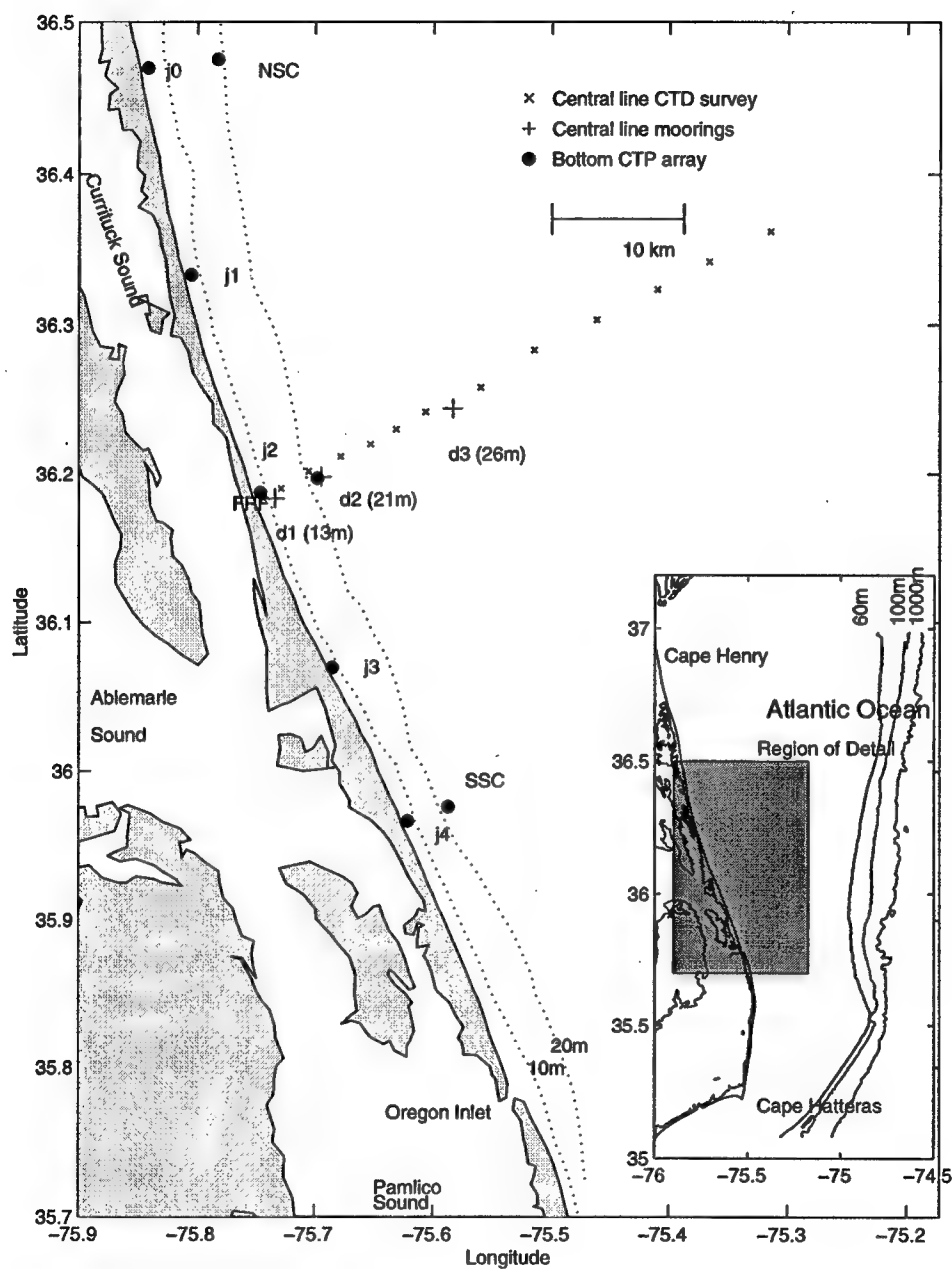 36.5
36.4
36.3
36.2
36.1
36
35.9
35.8
35.7
Latitude
−75.9
−75.8
−75.7
−75.6
−75.5
−75.4
−75.3
−75.2
Longitude
j0
NSC
× Central line CTD survey
+ Central line moorings
● Bottom CTP array
10 km
Currituck Sound
j1
j2
d3 (26m)
FRF
d2 (21m)
d1 (13m)
j3
Ablemarle
Sound
SSC
j4
20m
10m
Oregon Inlet
Pamlico
Sound
60m
100m
1000m
37
Cape Henry
Atlantic Ocean
Region of Detail
36.5
36
35.5
Cape Hatteras
35
−76
−75.5
−75
−74.5